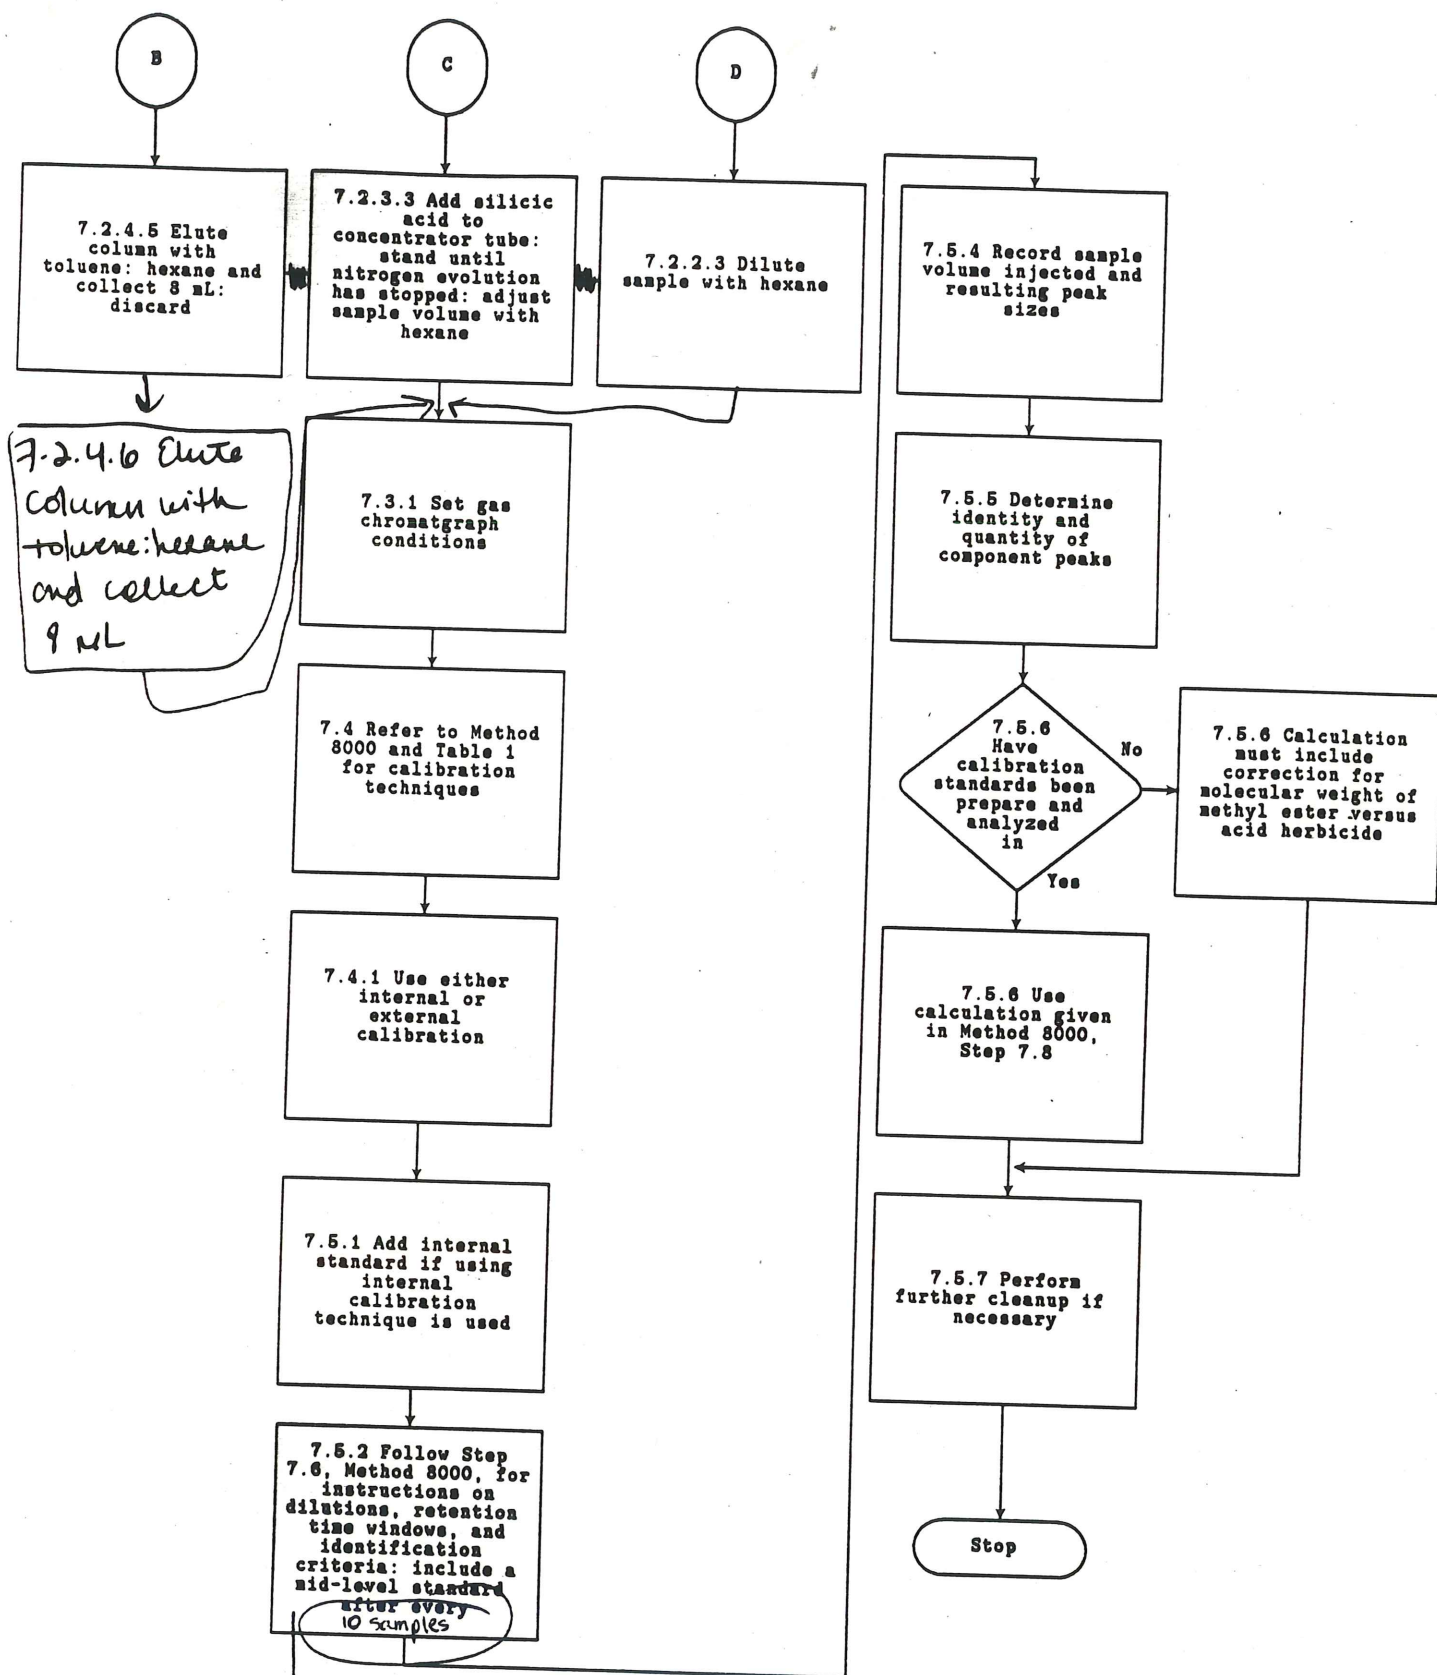 B
C
D
7.2.4.5 Elute
column with
toluene: hexane and
collect 8 mL:
discard
7.2.3.3 Add silicic
acid to
concentrator tube:
stand until
nitrogen evolution
has stopped: adjust
sample volume with
hexane
7.2.2.3 Dilute
sample with hexane
7.2.4.6 Elute
column with
toluene:hexane
and collect
9 mL
7.3.1 Set gas
chromatgraph
conditions
7.4 Refer to Method
8000 and Table 1
for calibration
techniques
7.4.1 Use either
internal or
external
calibration
7.5.1 Add internal
standard if using
internal
calibration
technique is used
7.5.2 Follow Step
7.6, Method 8000, for
instructions on
dilutions, retention
time windows, and
identification
criteria: include a
mid-level standard
after every
10 samples
7.5.4 Record sample
volume injected and
resulting peak
sizes
7.5.5 Determine
identity and
quantity of
component peaks
7.5.6
Have
calibration
standards been
prepare and
analyzed
in
No
Yes
7.5.6 Calculation
must include
correction for
molecular weight of
methyl ester versus
acid herbicide
7.5.6 Use
calculation given
in Method 8000,
Step 7.8
7.5.7 Perform
further cleanup if
necessary
Stop